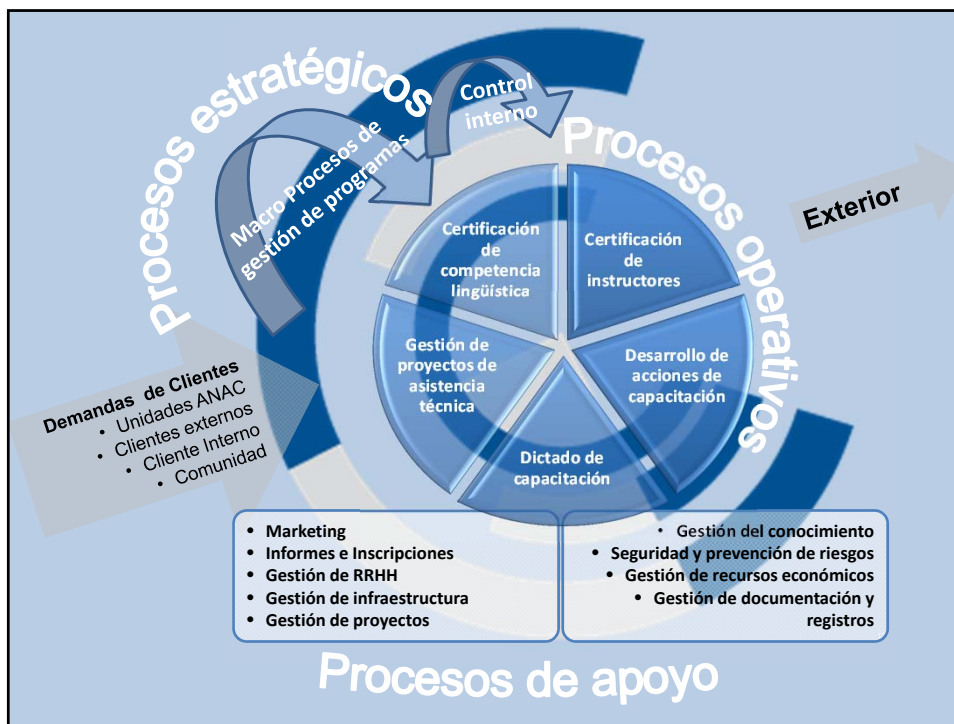 Procesos estratégicos
Macro Procesos de
gestión de programas
Control
interno
Procesos operativos
Exterior
Certificación
de
competencia
lingüística
Certificación
de
instructores
Gestión de
proyectos de
asistencia
técnica
Desarrollo de
acciones de
capacitación
Dictado de
capacitación
Demandas de Clientes
• Unidades ANAC
• Clientes externos
• Cliente Interno
• Comunidad
• Marketing
• Informes e Inscripciones
• Gestión de RRHH
• Gestión de infraestructura
• Gestión de proyectos
• Gestión del conocimiento
• Seguridad y prevención de riesgos
• Gestión de recursos económicos
• Gestión de documentación y
registros
Procesos de apoyo